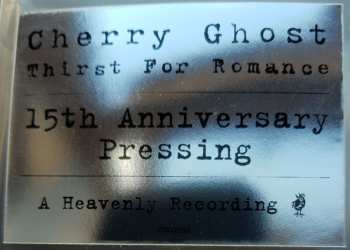 Cherry Ghost
Thirst For Romance
15th Anniversary
Pressing
A Heavenly Recording